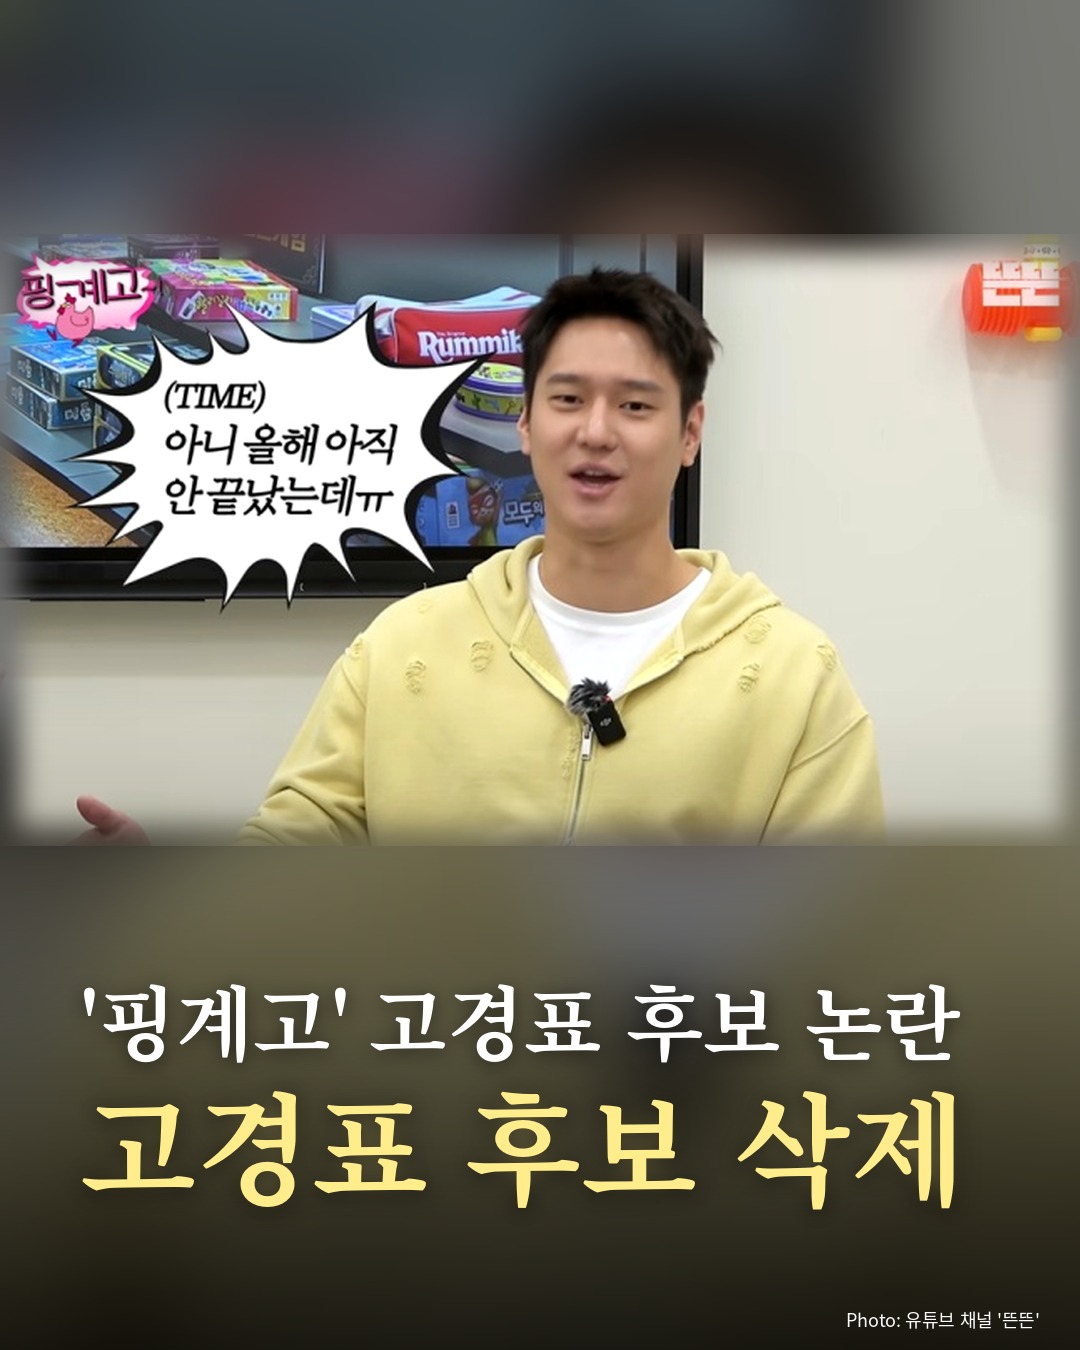 핑계고
뜬뜬
Rummik
(TIME)
아니 올해 아직
안 끝났는데ㅠ
모두의
'핑계고' 고경표 후보 논란
고경표 후보 삭제
Photo: 유튜브 채널 '뜬뜬'